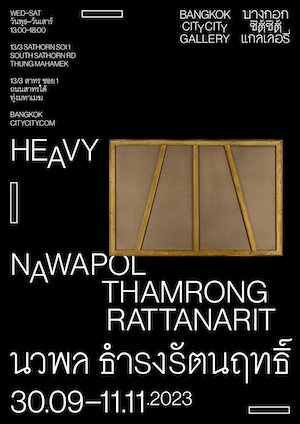 WED–SAT
วันพุธ–วันเสาร์
13:00–18:00
13/3 SATHORN SOI 1
SOUTH SATHORN RD
THUNG MAHAMEK
13/3 สาทร ซอย 1
ถนนสาทรใต้
ทุ่งมหาเมฆ
BANGKOK
CITYCITY.COM
BANGKOK
CITYCITY
GALLERY
บางกอก
ซิตี้ซิตี้
แกลเลอรี่
HEAVY
NAWAPOL
THAMRONG
RATTANARIT
นวพล ธำรงรัตนฤทธิ์
30.09–11.11.2023